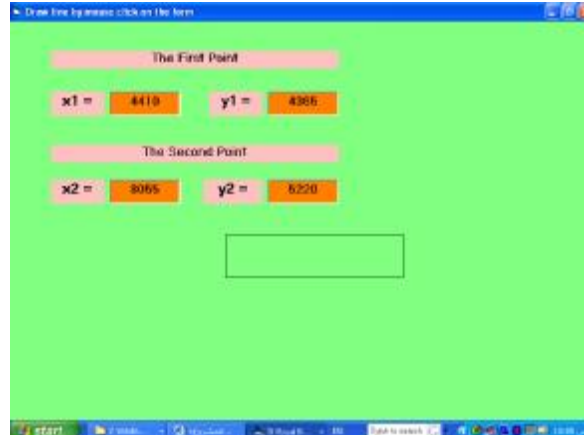 Draw line by mouse click on the form
The First Point
x1 = 4410 y1 = 4365
The Second Point
x2 = 8055 y2 = 5220
start